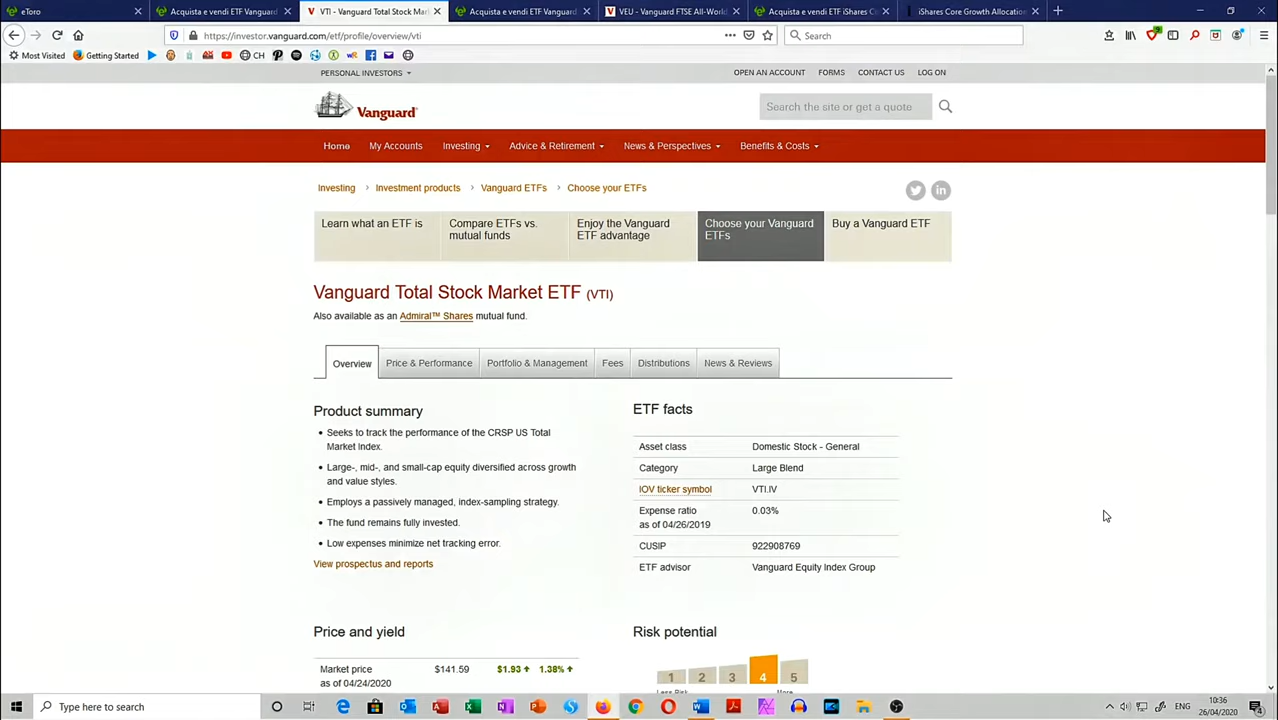 eToro
Acquista e vendi ETF Vanguard
VTI - Vanguard Total Stock Mar
Acquista e vendi ETF Vanguard
VEU - Vanguard FTSE All-World
Acquista e vendi ETF iShares C
iShares Core Growth Allocation
https://investor.vanguard.com/etf/profile/overview/vti
Search
Most Visited
Getting Started
CH
PERSONAL INVESTORS
OPEN AN ACCOUNT
FORMS
CONTACT US
LOG ON
Vanguard
Search the site or get a quote
Home
My Accounts
Investing
Advice & Retirement
News & Perspectives
Benefits & Costs
Investing
Investment products
Vanguard ETFs
Choose your ETFs
Learn what an ETF is
Compare ETFs vs.
mutual funds
Enjoy the Vanguard
ETF advantage
Choose your Vanguard
ETFs
Buy a Vanguard ETF
Vanguard Total Stock Market ETF (VTI)
Also available as an Admiral™ Shares mutual fund.
Overview
Price & Performance
Portfolio & Management
Fees
Distributions
News & Reviews
Product summary
• Seeks to track the performance of the CRSP US Total
Market Index.
• Large-, mid-, and small-cap equity diversified across growth
and value styles.
• Employs a passively managed, index-sampling strategy.
• The fund remains fully invested.
• Low expenses minimize net tracking error.
View prospectus and reports
ETF facts
Asset class Domestic Stock - General
Category Large Blend
IOV ticker symbol VTI.IV
Expense ratio 0.03%
as of 04/26/2019
CUSIP 922908769
ETF advisor Vanguard Equity Index Group
Price and yield
Market price $141.59 $1.93 1.38%
as of 04/24/2020
Risk potential
1 2 3 4 5
Less Risk More
Type here to search
ENG
10:36
26/04/2020